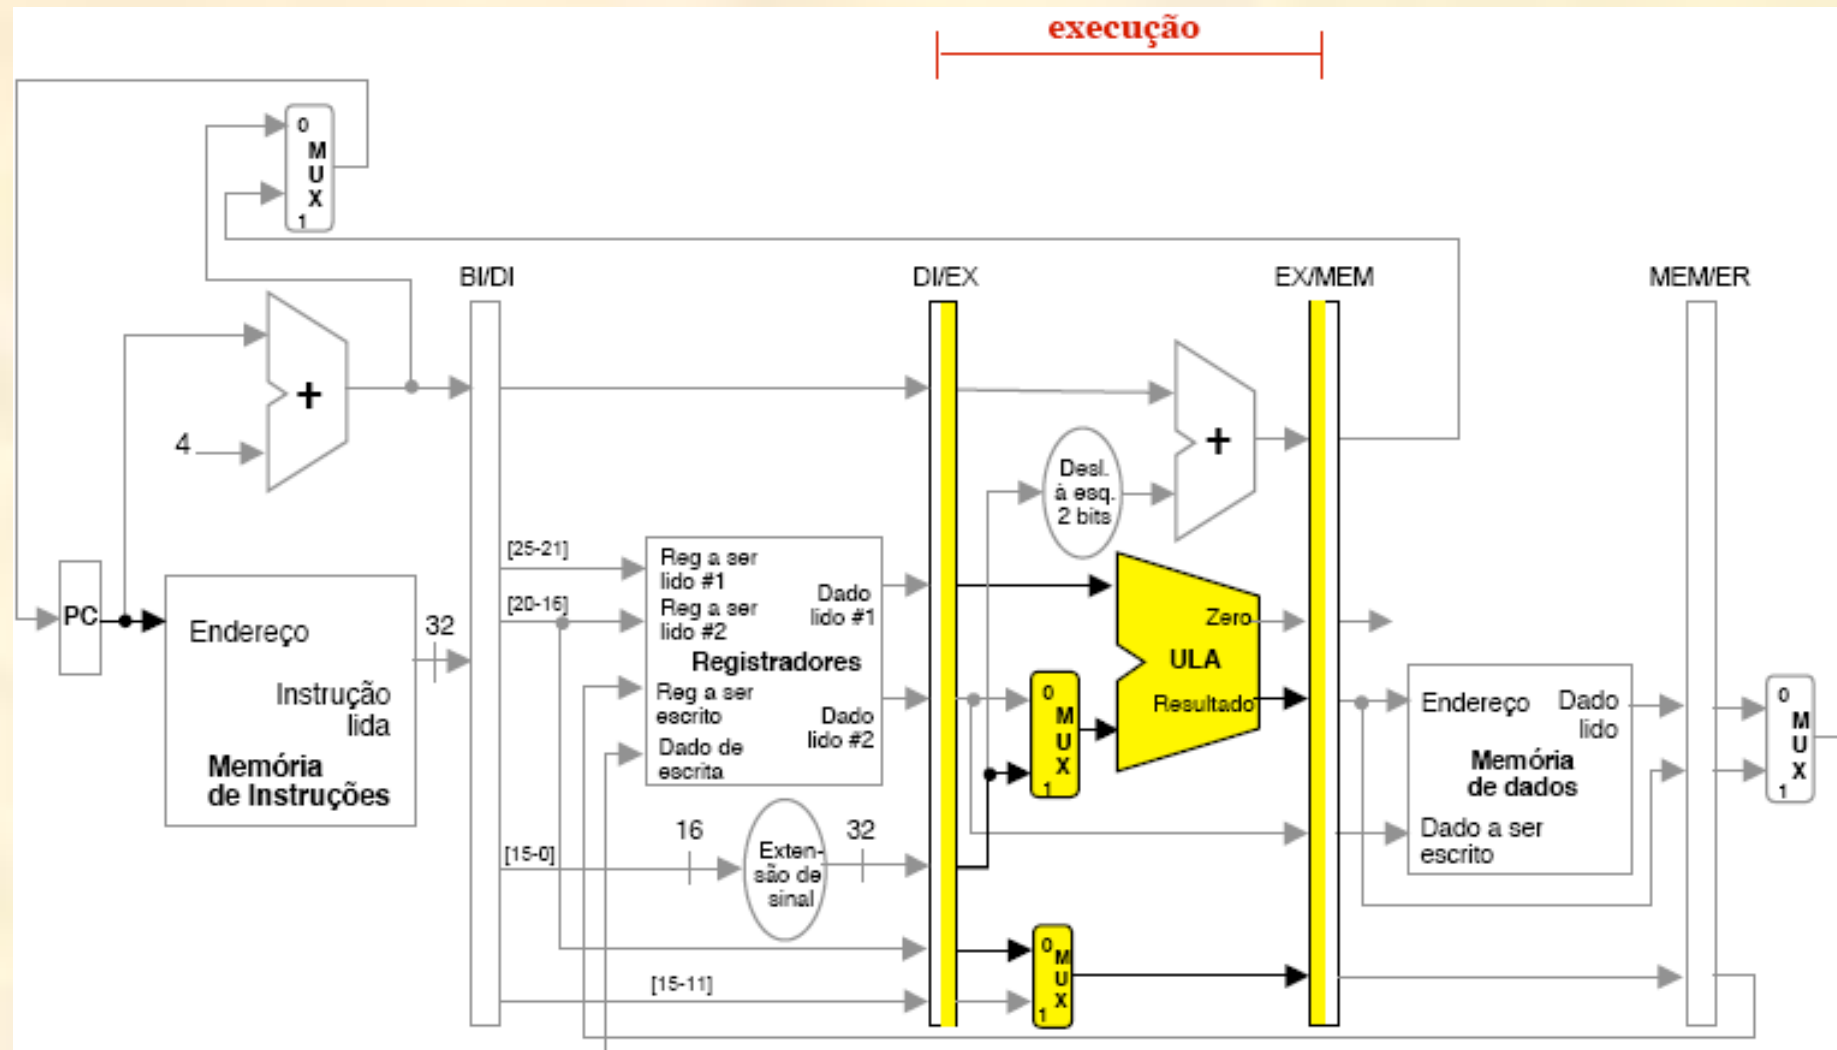 execução
0
M
U
X
1
BI/DI
DI/EX
EX/MEM
MEM/ER
+
4
+
Desl.
à esq.
2 bits
[25-21]
[20-16]
PC
Endereço
32
Instrução
lida
Memória
de Instruções
Reg a ser
lido #1
Dado
lido #1
Reg a ser
lido #2
Registradores
Reg a ser
escrito
Dado
lido #2
Dado de
escrita
Zero
ULA
Resultado
0
M
U
X
1
Endereço
Dado
lido
Memória
de dados
Dado a ser
escrito
0
M
U
X
1
[15-0]
16
Exten-
são de
sinal
32
0
M
U
X
1
[15-11]